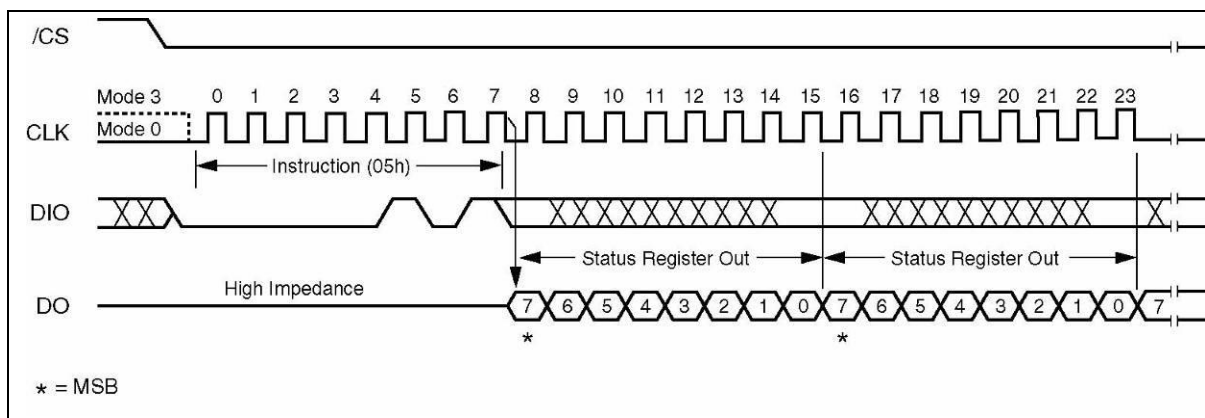 /CS
Mode 3
0 1 2 3 4 5 6 7 8 9 10 11 12 13 14 15 16 17 18 19 20 21 22 23
CLK
Mode 0
Instruction (05h)
DIO
Status Register Out
Status Register Out
High Impedance
DO
7 6 5 4 3 2 1 0 7 6 5 4 3 2 1 0 7
* *
* = MSB